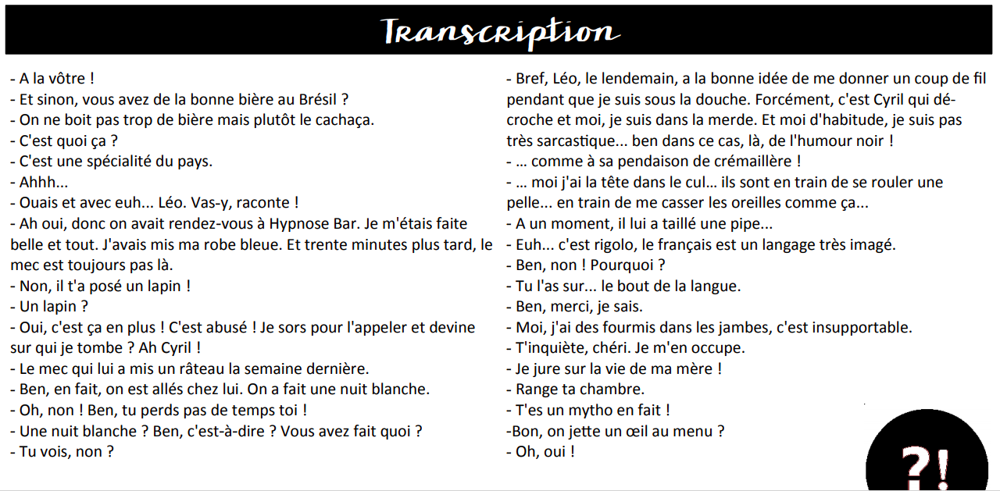 Transcription
- A la vôtre !
- Et sinon, vous avez de la bonne bière au Brésil ?
- On ne boit pas trop de bière mais plutôt le cachaça.
- C'est quoi ça ?
- C'est une spécialité du pays.
- Ahhh...
- Ouais et avec euh... Léo. Vas-y, raconte !
- Ah oui, donc on avait rendez-vous à Hypnose Bar. Je m'étais faite
belle et tout. J'avais mis ma robe bleue. Et trente minutes plus tard, le
mec est toujours pas là.
- Non, il t'a posé un lapin !
- Un lapin ?
- Oui, c'est ça en plus ! C'est abusé ! Je sors pour l'appeler et devine
sur qui je tombe ? Ah Cyril !
- Le mec qui lui a mis un râteau la semaine dernière.
- Ben, en fait, on est allés chez lui. On a fait une nuit blanche.
- Oh, non ! Ben, tu perds pas de temps toi !
- Une nuit blanche ? Ben, c'est-à-dire ? Vous avez fait quoi ?
- Tu vois, non ?
- Bref, Léo, le lendemain, a la bonne idée de me donner un coup de fil
pendant que je suis sous la douche. Forcément, c'est Cyril qui dé-
croche et moi, je suis dans la merde. Et moi d'habitude, je suis pas
très sarcastique... ben dans ce cas, là, de l'humour noir !
- ... comme à sa pendaison de crémaillère !
- ... moi j'ai la tête dans le cul... ils sont en train de se rouler une
pelle... en train de me casser les oreilles comme ça...
- A un moment, il lui a taillé une pipe...
- Euh... c'est rigolo, le français est un langage très imagé.
- Ben, non ! Pourquoi ?
- Tu l'as sur... le bout de la langue.
- Ben, merci, je sais.
- Moi, j'ai des fourmis dans les jambes, c'est insupportable.
- T'inquiète, chéri. Je m'en occupe.
- Je jure sur la vie de ma mère !
- Range ta chambre.
- T'es un mytho en fait !
-Bon, on jette un œil au menu ?
- Oh, oui !
?!